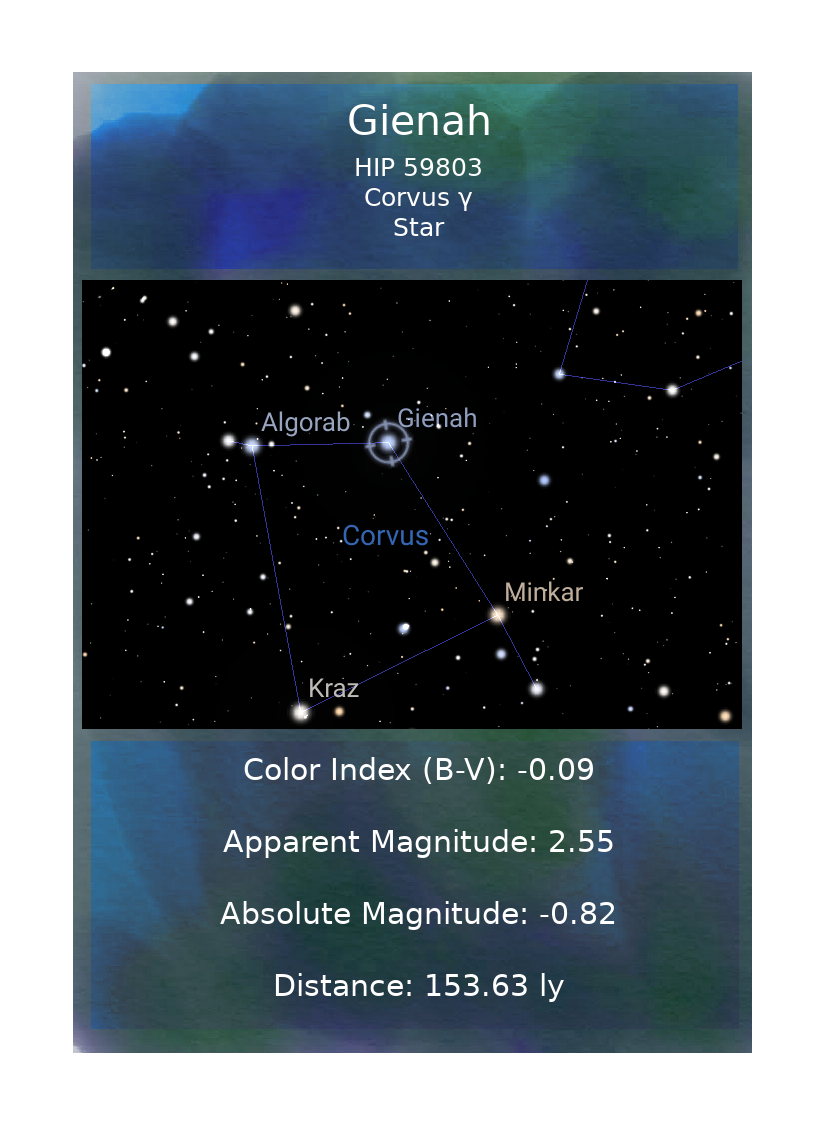 Gienah
HIP 59803
Corvus γ
Star
Algorab
Gienah
Corvus
Minkar
Kraz
Color Index (B-V): -0.09
Apparent Magnitude: 2.55
Absolute Magnitude: -0.82
Distance: 153.63 ly